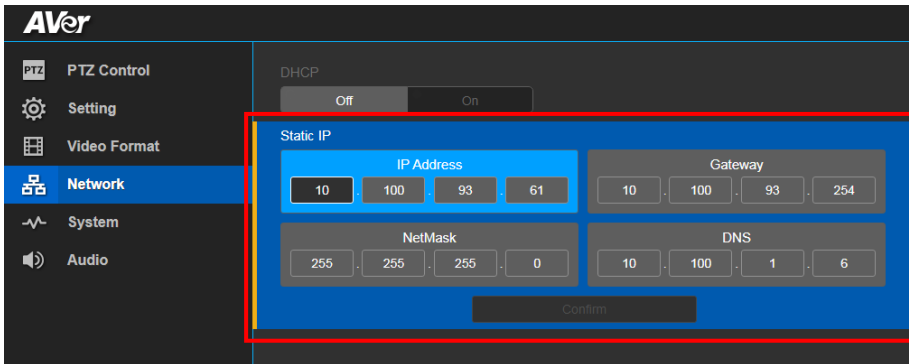 AVer
PTZ PTZ Control
Setting
Video Format
Network
System
Audio
DHCP
Off On
Static IP
IP Address
10 . 100 . 93 . 61
Gateway
10 . 100 . 93 . 254
NetMask
255 . 255 . 255 . 0
DNS
10 . 100 . 1 . 6
Confirm